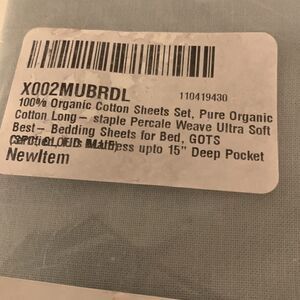 X002MUBRDL
110419430
100% Organic Cotton Sheets Set, Pure Organic
Cotton Long- staple Percale Weave Ultra Soft
Best- Bedding Sheets for Bed, GOTS
Mattress upto 15" Deep Pocket
NewItem